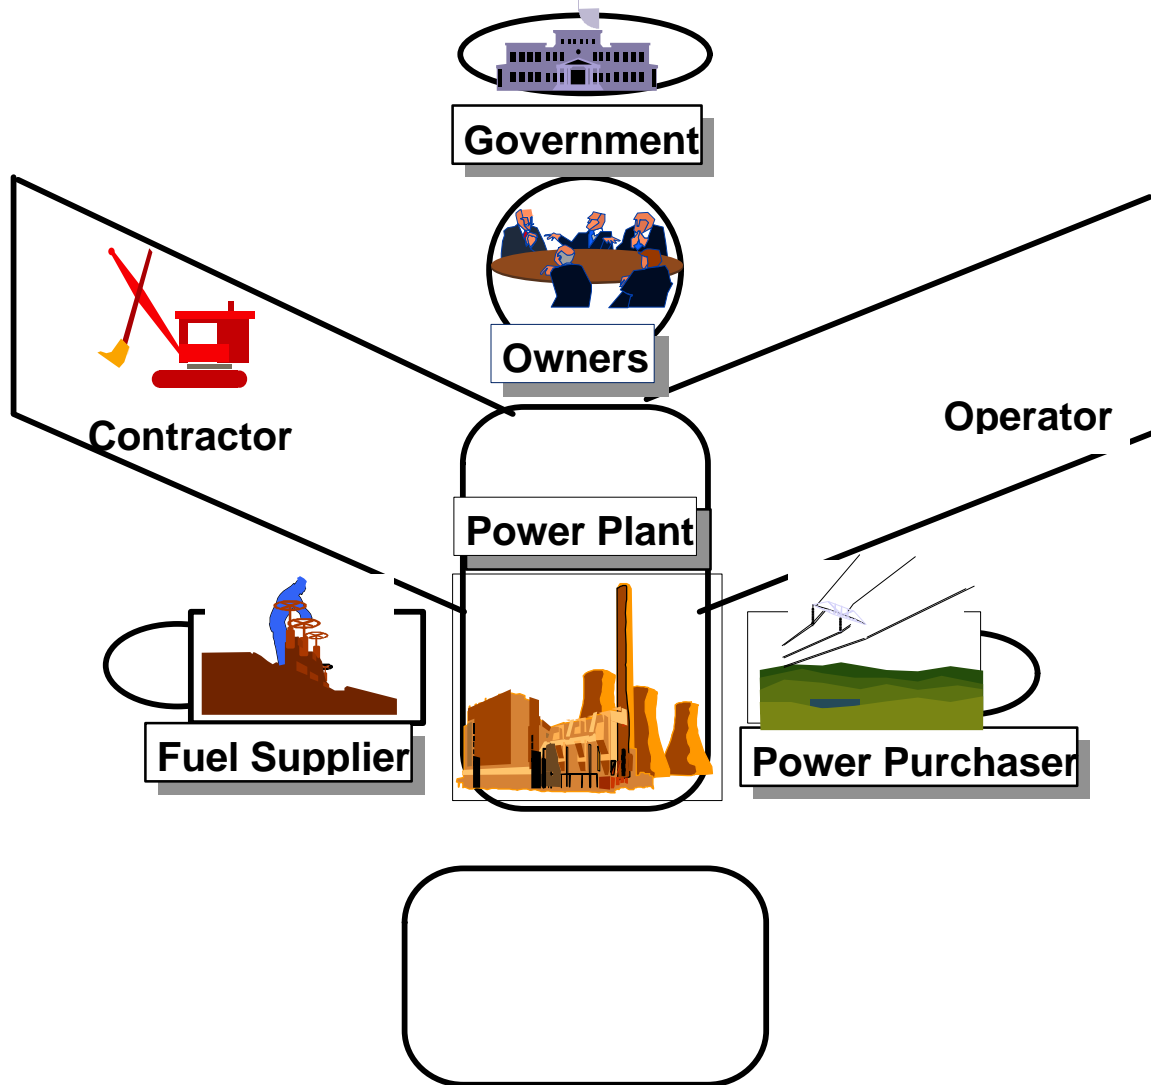 Government
Owners
Contractor
Operator
Power Plant
Fuel Supplier
Power Purchaser